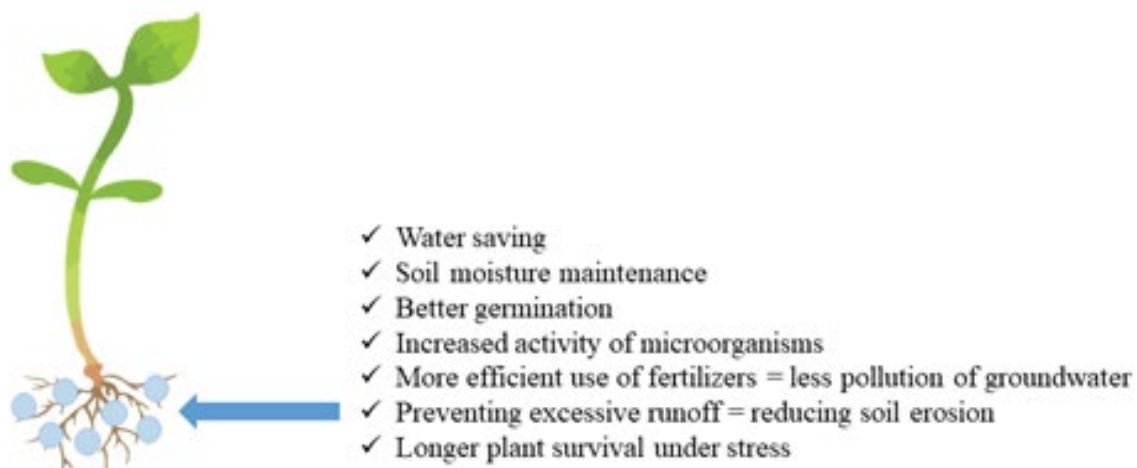 ✓ Water saving
✓ Soil moisture maintenance
✓ Better germination
✓ Increased activity of microorganisms
✓ More efficient use of fertilizers = less pollution of groundwater
✓ Preventing excessive runoff = reducing soil erosion
✓ Longer plant survival under stress